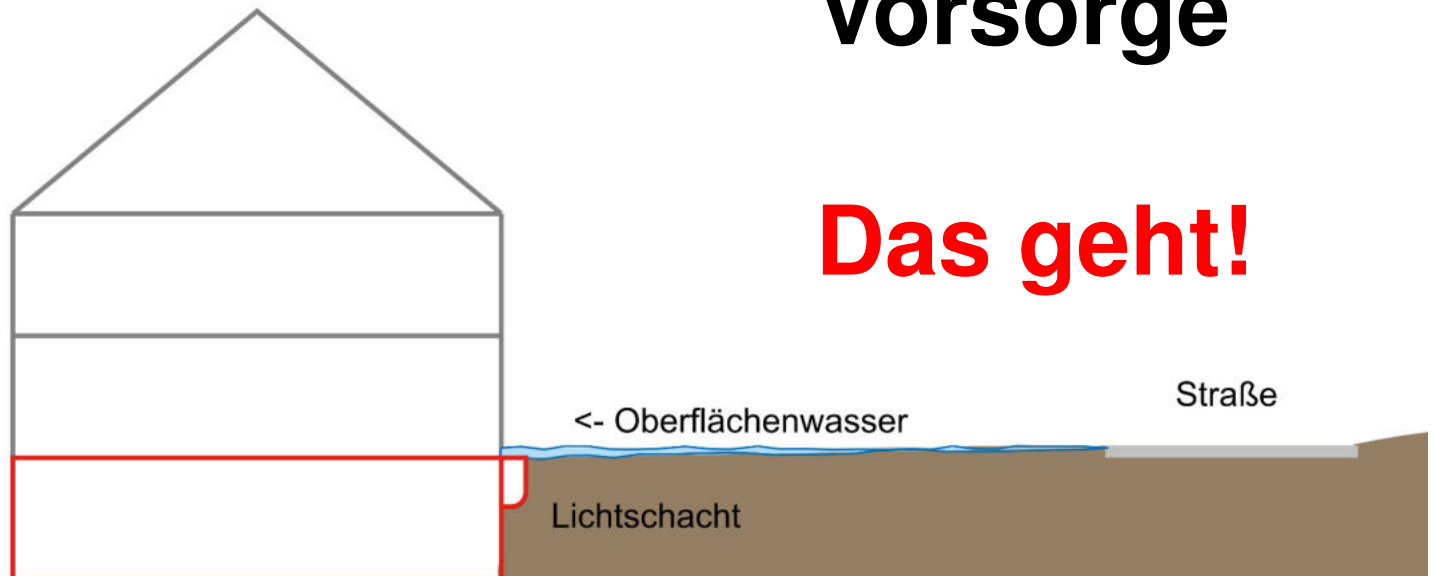 Vorsorge
Das geht!
Straße
<- Oberflächenwasser
Lichtschacht